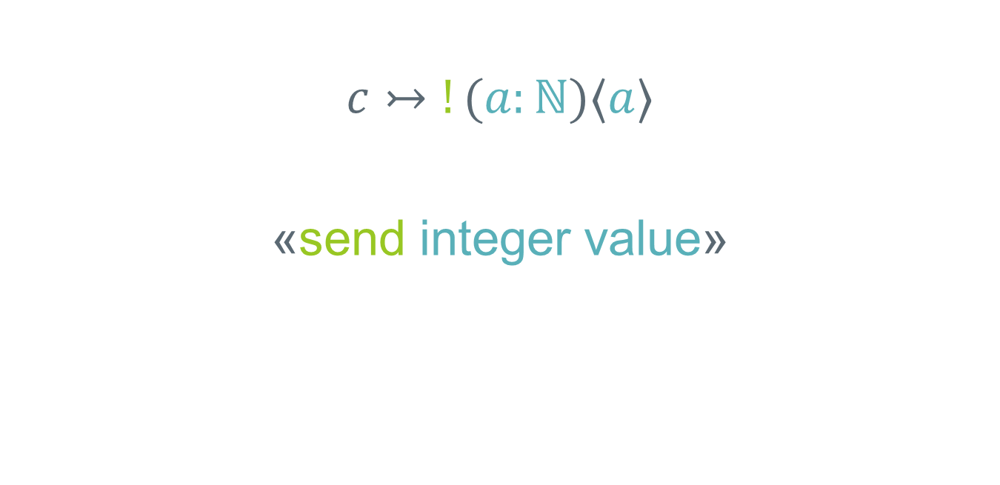 c ↣ ! (a: ℕ)⟨a⟩
«send integer value»